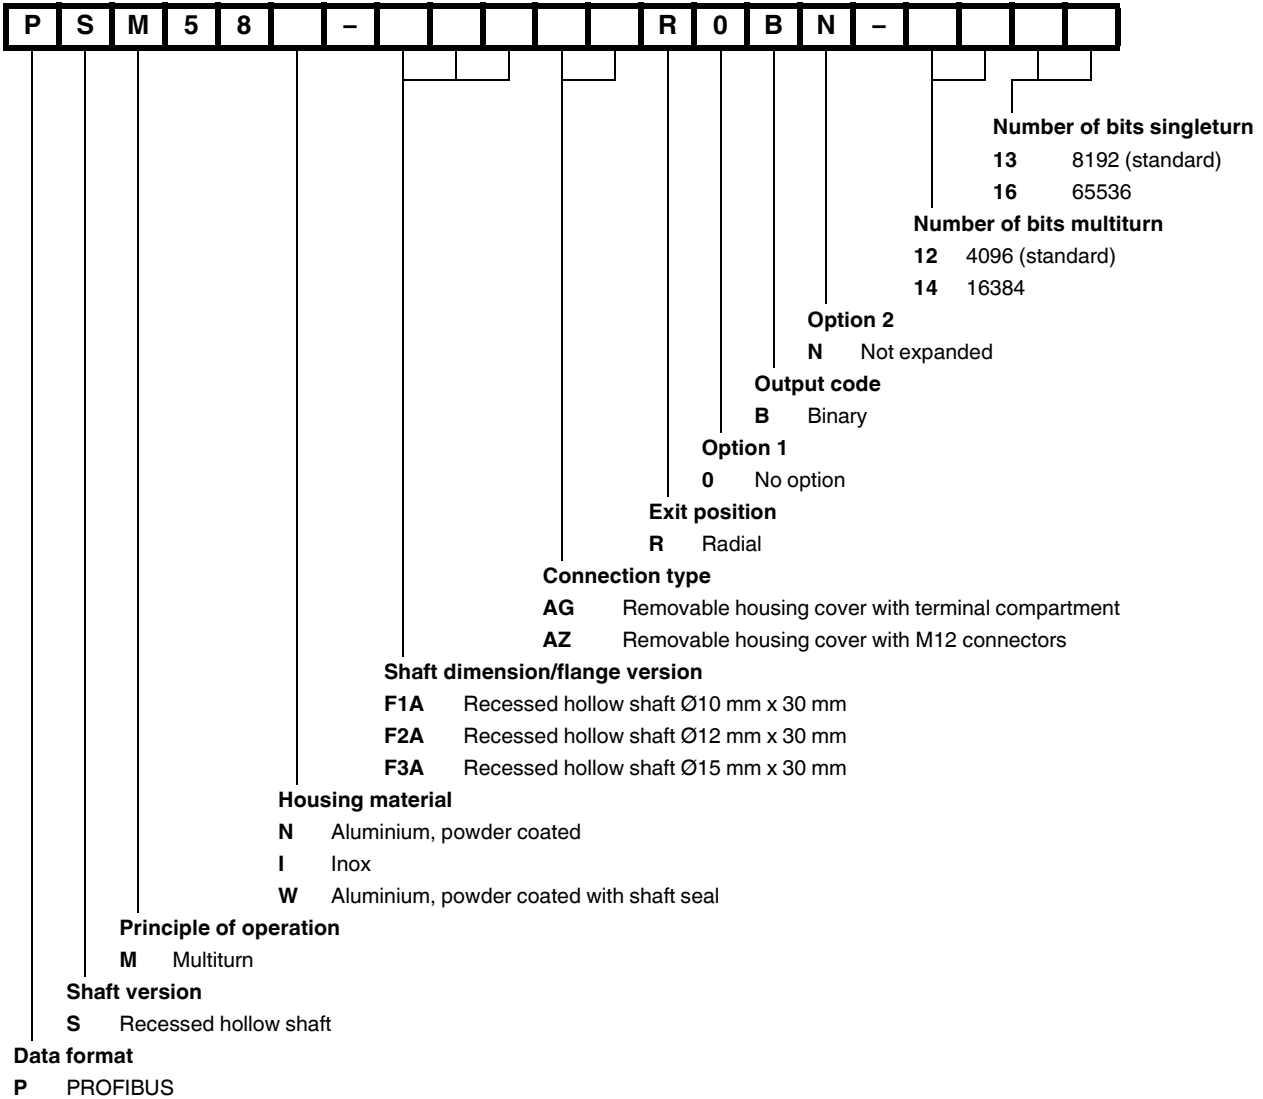 P S M 5 8 – R 0 B N –
Number of bits singleturn
13 8192 (standard)
16 65536
Number of bits multiturn
12 4096 (standard)
14 16384
Option 2
N Not expanded
Output code
B Binary
Option 1
0 No option
Exit position
R Radial
Connection type
AG Removable housing cover with terminal compartment
AZ Removable housing cover with M12 connectors
Shaft dimension/flange version
F1A Recessed hollow shaft Ø10 mm x 30 mm
F2A Recessed hollow shaft Ø12 mm x 30 mm
F3A Recessed hollow shaft Ø15 mm x 30 mm
Housing material
N Aluminium, powder coated
I Inox
W Aluminium, powder coated with shaft seal
Principle of operation
M Multiturn
Shaft version
S Recessed hollow shaft
Data format
P PROFIBUS